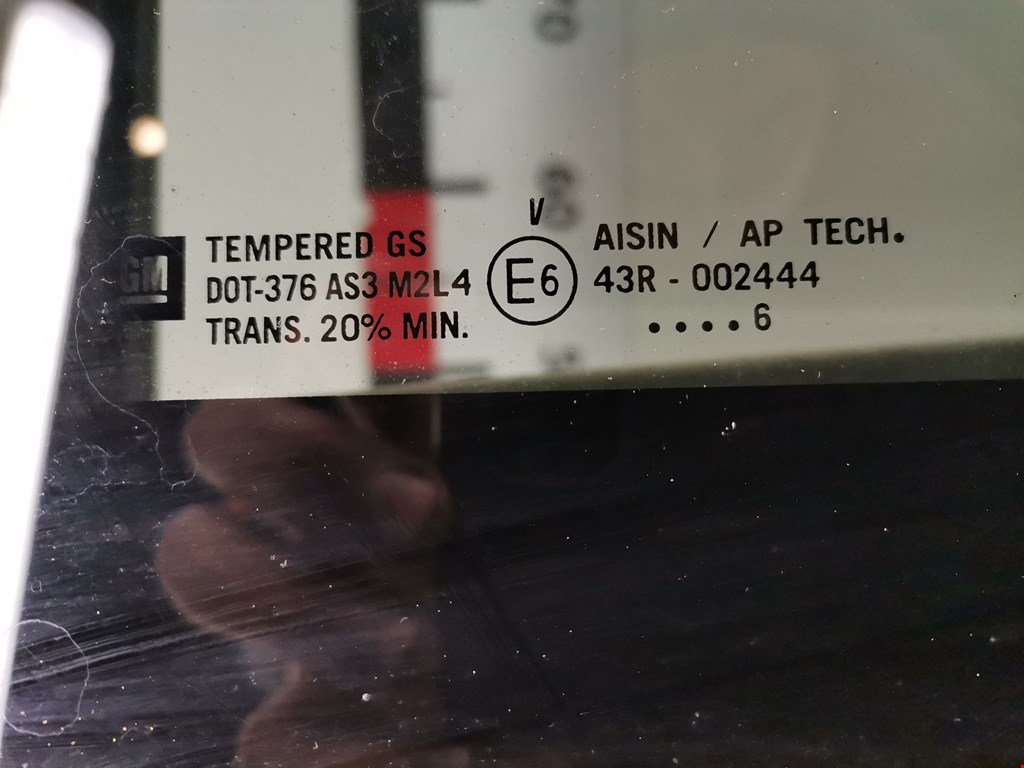 GM
TEMPERED GS
DOT-376 AS3 M2L4
TRANS. 20% MIN.
V
E6
AISIN / AP TECH.
43R - 002444
....6